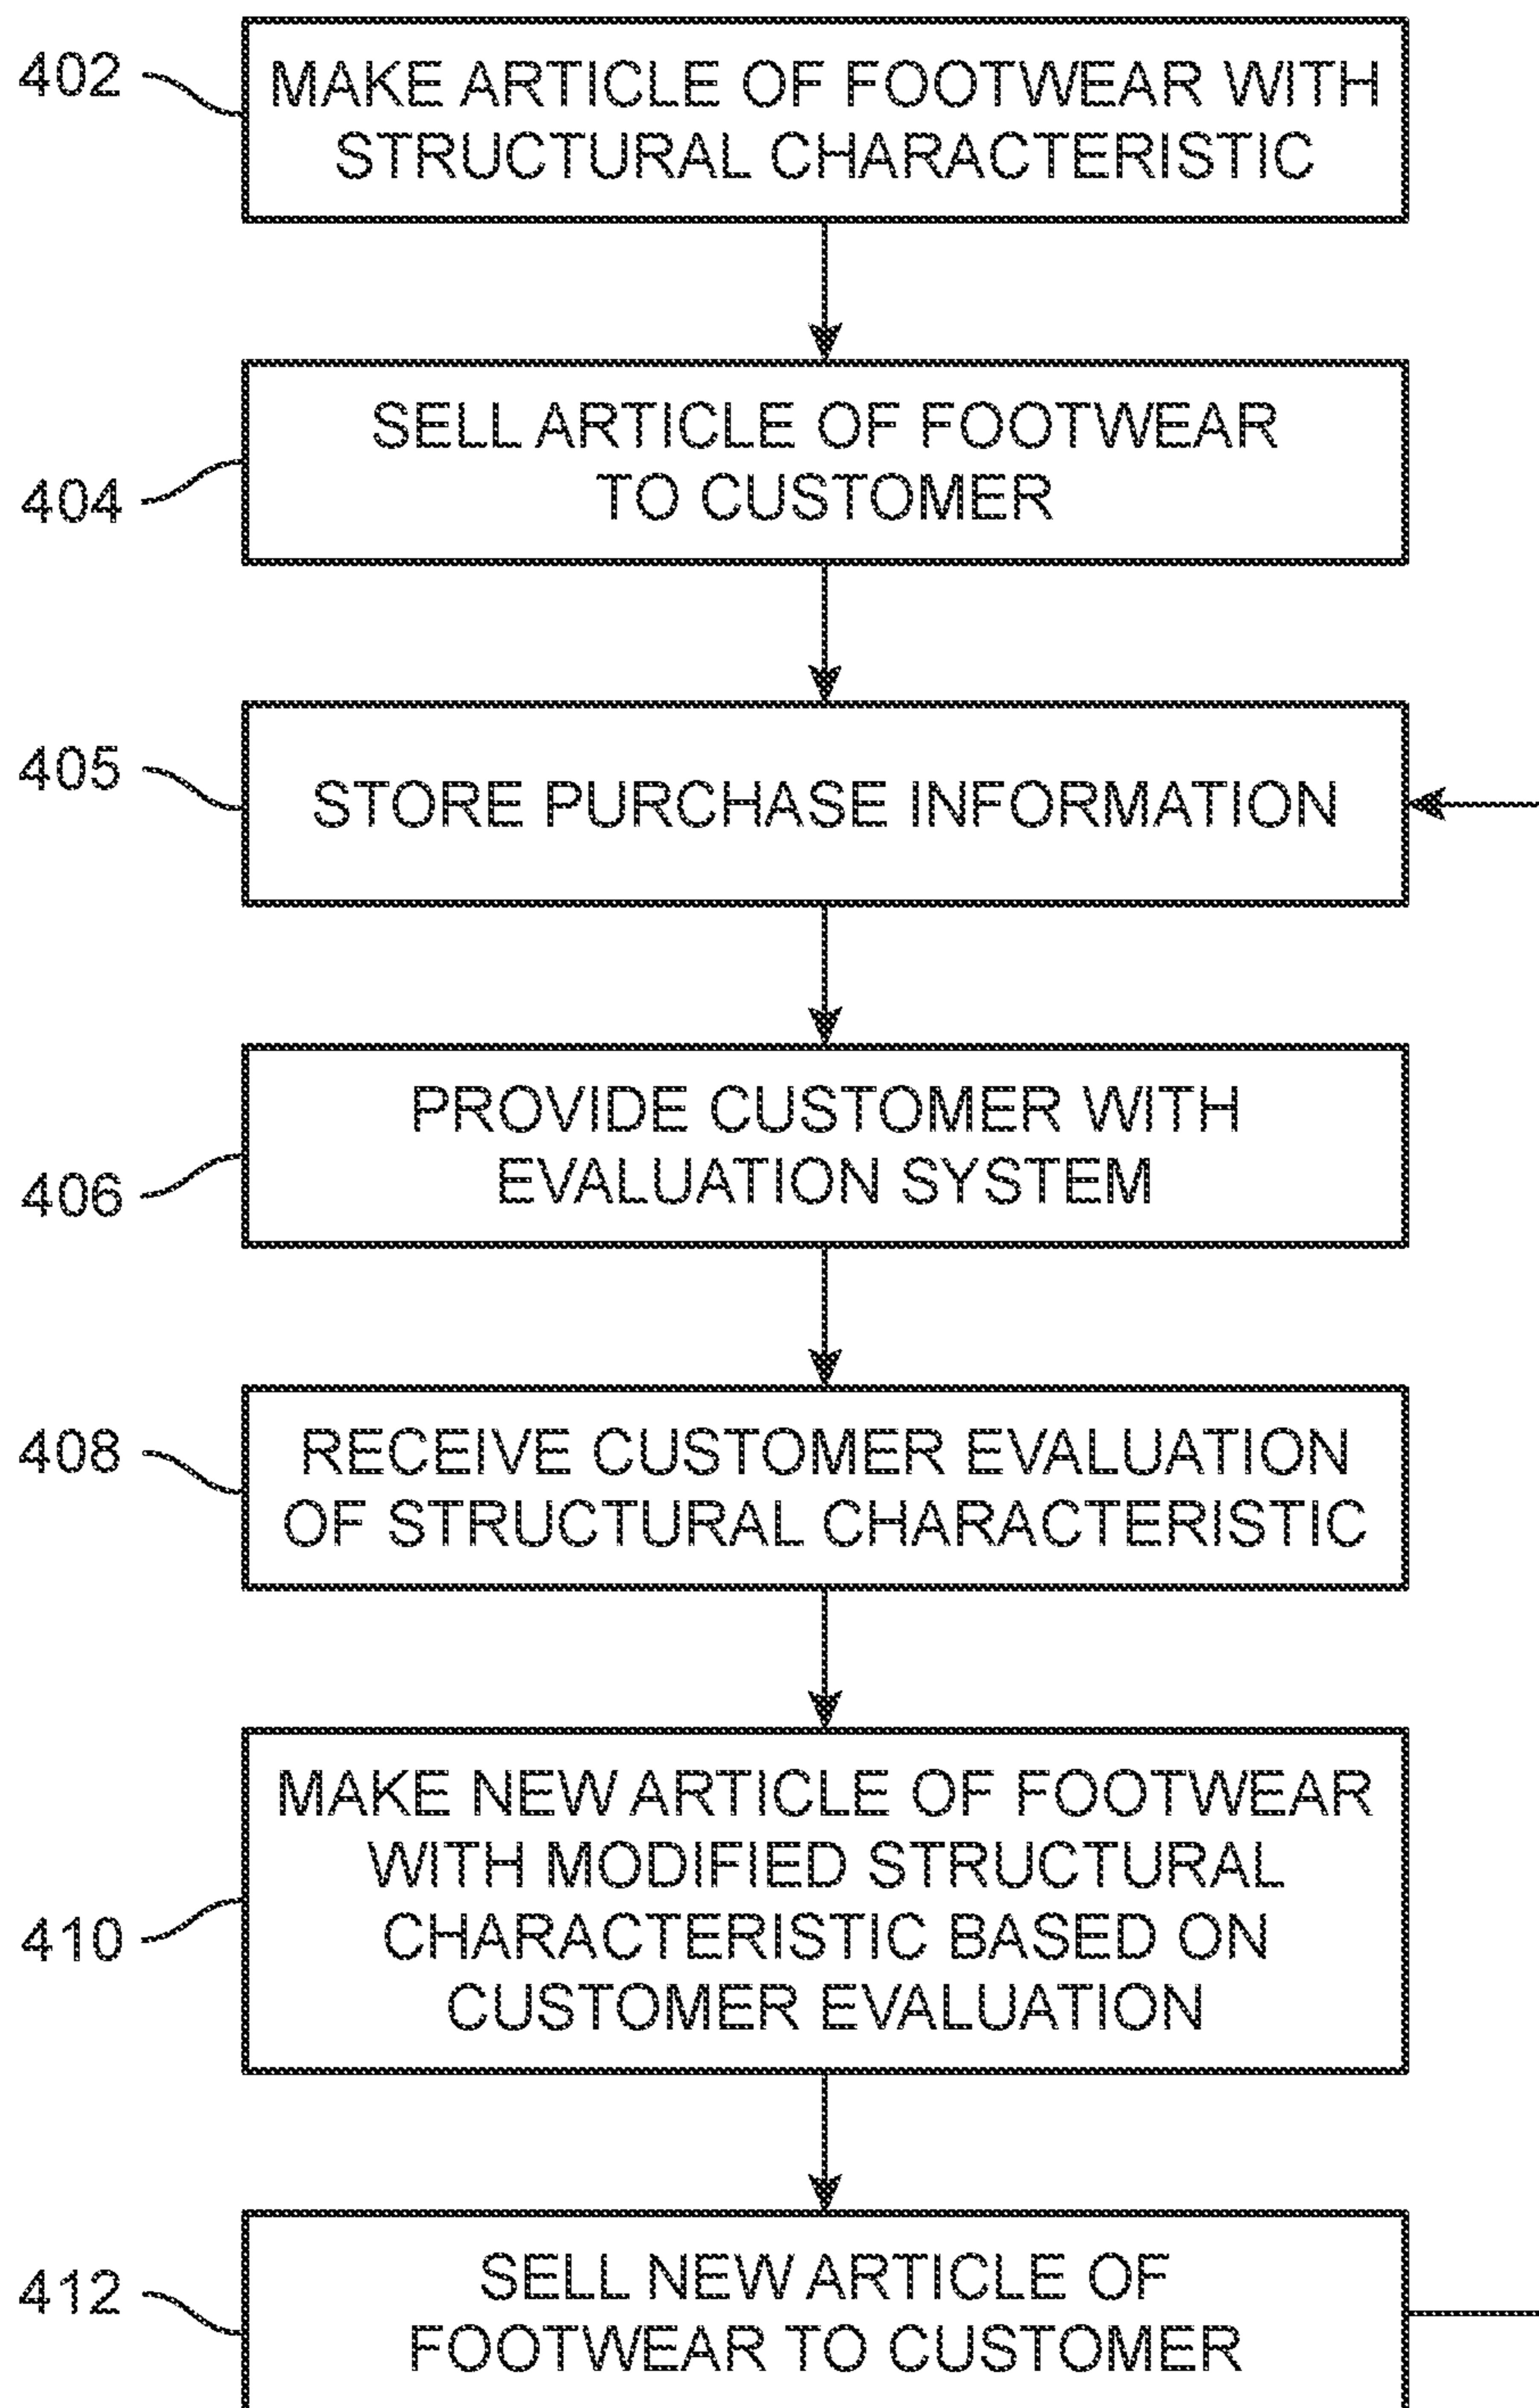 402
MAKE ARTICLE OF FOOTWEAR WITH
STRUCTURAL CHARACTERISTIC
404
SELL ARTICLE OF FOOTWEAR
TO CUSTOMER
405
STORE PURCHASE INFORMATION
406
PROVIDE CUSTOMER WITH
EVALUATION SYSTEM
408
RECEIVE CUSTOMER EVALUATION
OF STRUCTURAL CHARACTERISTIC
410
MAKE NEW ARTICLE OF FOOTWEAR
WITH MODIFIED STRUCTURAL
CHARACTERISTIC BASED ON
CUSTOMER EVALUATION
412
SELL NEW ARTICLE OF
FOOTWEAR TO CUSTOMER